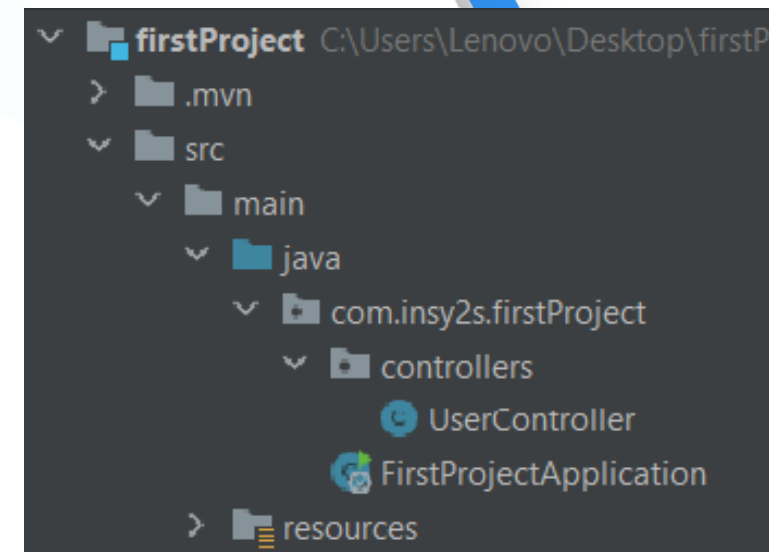 firstProject C:\Users\Lenovo\Desktop\firstP
.mvn
src
main
java
com.insy2s.firstProject
controllers
UserController
FirstProjectApplication
resources